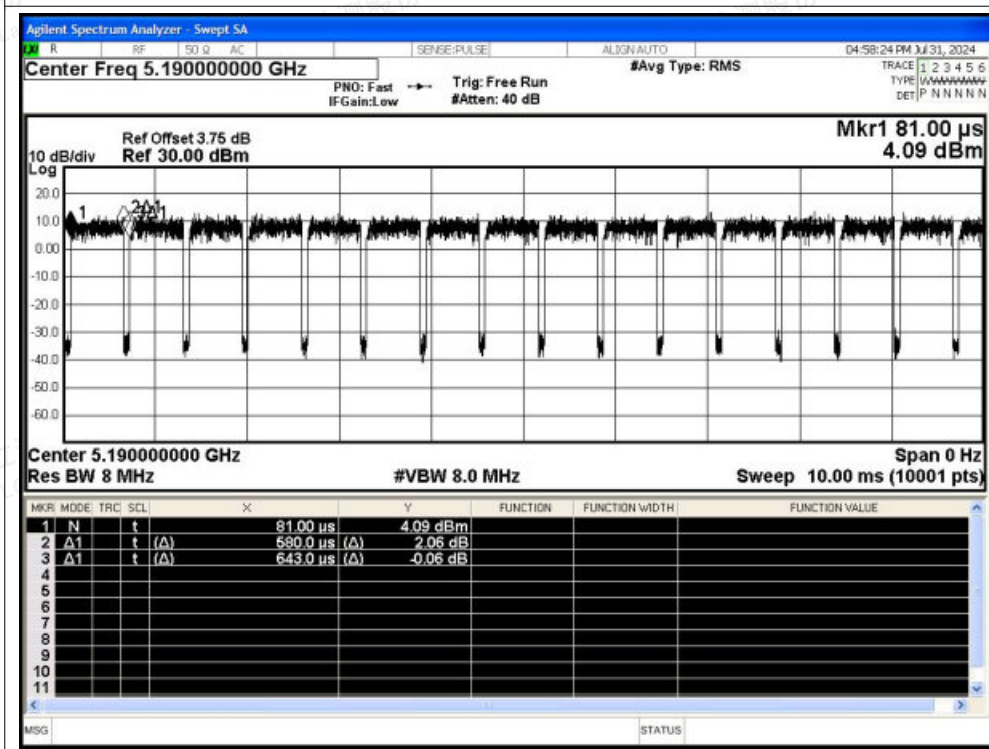 Agilent Spectrum Analyzer - Swept SA
R RF 50 Ω AC SENSE:PULSE ALIGN AUTO 04:58:24 PM Jul 31, 2024
Center Freq 5.190000000 GHz #Avg Type: RMS TRACE 1 2 3 4 5 6
PNO: Fast Trig: Free Run TYPE
IFGain:Low #Atten: 40 dB DET P N N N N N
Mkr1 81.00 µs
Ref Offset 3.75 dB
10 dB/div Ref 30.00 dBm 4.09 dBm
Log
20.0
1 2Δ1
10.0
0.00
-10.0
-20.0
-30.0
-40.0
-50.0
-60.0
Center 5.190000000 GHz Span 0 Hz
Res BW 8 MHz #VBW 8.0 MHz Sweep 10.00 ms (10001 pts)
MKR MODE TRC SCL X Y FUNCTION FUNCTION WIDTH FUNCTION VALUE
1 N t 81.00 µs 4.09 dBm
2 Δ1 t (Δ) 580.0 µs (Δ) 2.06 dB
3 Δ1 t (Δ) 643.0 µs (Δ) -0.06 dB
4
5
6
7
8
9
10
11
MSG STATUS